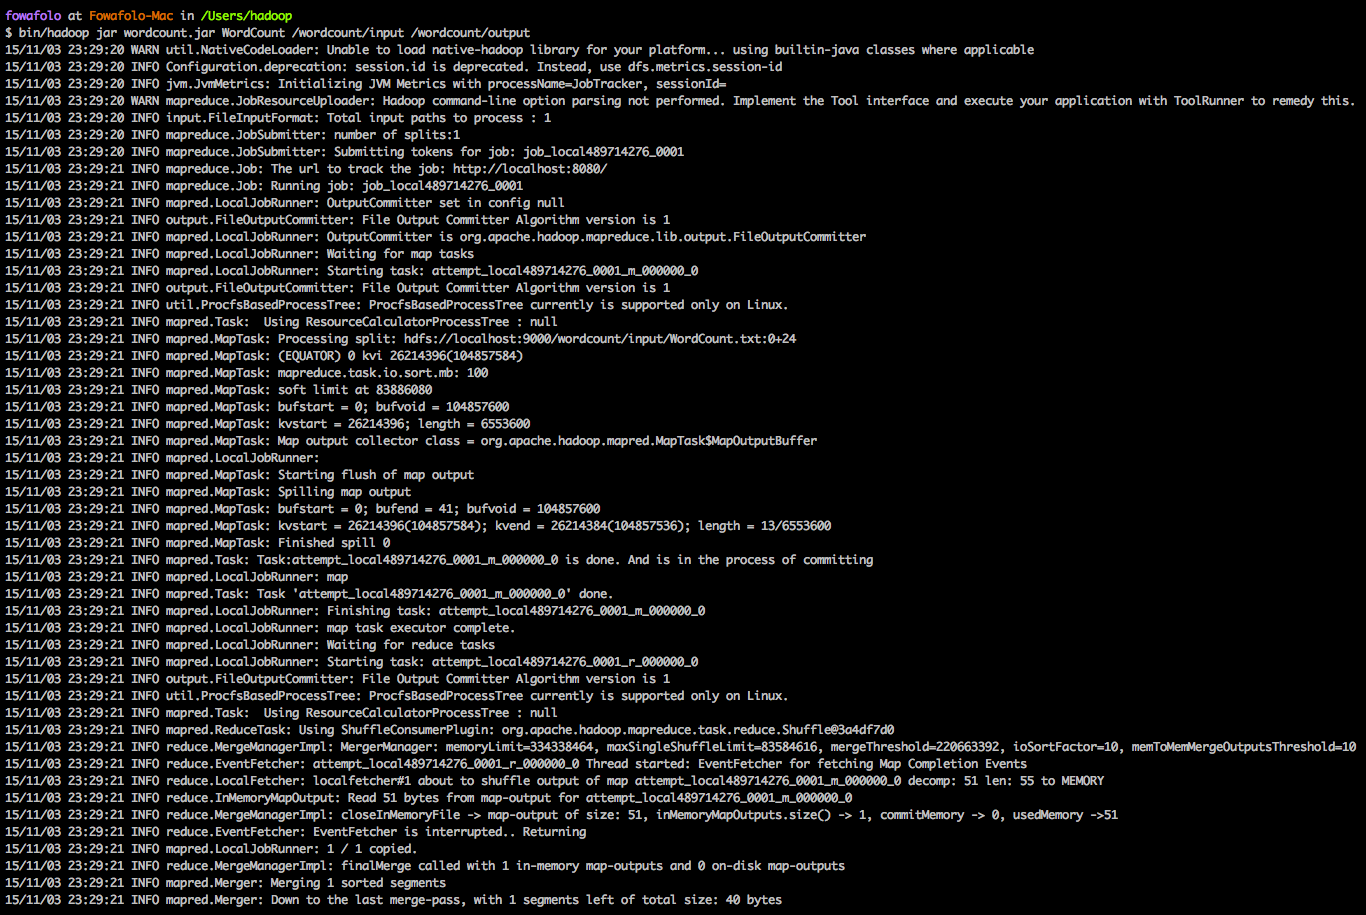 fowafolo at Fowafolo-Mac in /Users/hadoop
$ bin/hadoop jar wordcount.jar WordCount /wordcount/input /wordcount/output
15/11/03 23:29:20 WARN util.NativeCodeLoader: Unable to load native-hadoop library for your platform... using builtin-java classes where applicable
15/11/03 23:29:20 INFO Configuration.deprecation: session.id is deprecated. Instead, use dfs.metrics.session-id
15/11/03 23:29:20 INFO jvm.JvmMetrics: Initializing JVM Metrics with processName=JobTracker, sessionId=
15/11/03 23:29:20 WARN mapreduce.JobResourceUploader: Hadoop command-line option parsing not performed. Implement the Tool interface and execute your application with ToolRunner to remedy this.
15/11/03 23:29:20 INFO input.FileInputFormat: Total input paths to process : 1
15/11/03 23:29:20 INFO mapreduce.JobSubmitter: number of splits:1
15/11/03 23:29:20 INFO mapreduce.JobSubmitter: Submitting tokens for job: job_local489714276_0001
15/11/03 23:29:21 INFO mapreduce.Job: The url to track the job: http://localhost:8080/
15/11/03 23:29:21 INFO mapreduce.Job: Running job: job_local489714276_0001
15/11/03 23:29:21 INFO mapred.LocalJobRunner: OutputCommitter set in config null
15/11/03 23:29:21 INFO output.FileOutputCommitter: File Output Committer Algorithm version is 1
15/11/03 23:29:21 INFO mapred.LocalJobRunner: OutputCommitter is org.apache.hadoop.mapreduce.lib.output.FileOutputCommitter
15/11/03 23:29:21 INFO mapred.LocalJobRunner: Waiting for map tasks
15/11/03 23:29:21 INFO mapred.LocalJobRunner: Starting task: attempt_local489714276_0001_m_000000_0
15/11/03 23:29:21 INFO output.FileOutputCommitter: File Output Committer Algorithm version is 1
15/11/03 23:29:21 INFO util.ProcfsBasedProcessTree: ProcfsBasedProcessTree currently is supported only on Linux.
15/11/03 23:29:21 INFO mapred.Task:  Using ResourceCalculatorProcessTree : null
15/11/03 23:29:21 INFO mapred.MapTask: Processing split: hdfs://localhost:9000/wordcount/input/WordCount.txt:0+24
15/11/03 23:29:21 INFO mapred.MapTask: (EQUATOR) 0 kvi 26214396(104857584)
15/11/03 23:29:21 INFO mapred.MapTask: mapreduce.task.io.sort.mb: 100
15/11/03 23:29:21 INFO mapred.MapTask: soft limit at 83886080
15/11/03 23:29:21 INFO mapred.MapTask: bufstart = 0; bufvoid = 104857600
15/11/03 23:29:21 INFO mapred.MapTask: kvstart = 26214396; length = 6553600
15/11/03 23:29:21 INFO mapred.MapTask: Map output collector class = org.apache.hadoop.mapred.MapTask$MapOutputBuffer
15/11/03 23:29:21 INFO mapred.LocalJobRunner:
15/11/03 23:29:21 INFO mapred.MapTask: Starting flush of map output
15/11/03 23:29:21 INFO mapred.MapTask: Spilling map output
15/11/03 23:29:21 INFO mapred.MapTask: bufstart = 0; bufend = 41; bufvoid = 104857600
15/11/03 23:29:21 INFO mapred.MapTask: kvstart = 26214396(104857584); kvend = 26214384(104857536); length = 13/6553600
15/11/03 23:29:21 INFO mapred.MapTask: Finished spill 0
15/11/03 23:29:21 INFO mapred.Task: Task:attempt_local489714276_0001_m_000000_0 is done. And is in the process of committing
15/11/03 23:29:21 INFO mapred.LocalJobRunner: map
15/11/03 23:29:21 INFO mapred.Task: Task 'attempt_local489714276_0001_m_000000_0' done.
15/11/03 23:29:21 INFO mapred.LocalJobRunner: Finishing task: attempt_local489714276_0001_m_000000_0
15/11/03 23:29:21 INFO mapred.LocalJobRunner: map task executor complete.
15/11/03 23:29:21 INFO mapred.LocalJobRunner: Waiting for reduce tasks
15/11/03 23:29:21 INFO mapred.LocalJobRunner: Starting task: attempt_local489714276_0001_r_000000_0
15/11/03 23:29:21 INFO output.FileOutputCommitter: File Output Committer Algorithm version is 1
15/11/03 23:29:21 INFO util.ProcfsBasedProcessTree: ProcfsBasedProcessTree currently is supported only on Linux.
15/11/03 23:29:21 INFO mapred.Task:  Using ResourceCalculatorProcessTree : null
15/11/03 23:29:21 INFO mapred.ReduceTask: Using ShuffleConsumerPlugin: org.apache.hadoop.mapreduce.task.reduce.Shuffle@3a4df7d0
15/11/03 23:29:21 INFO reduce.MergeManagerImpl: MergerManager: memoryLimit=334338464, maxSingleShuffleLimit=83584616, mergeThreshold=220663392, ioSortFactor=10, memToMemMergeOutputsThreshold=10
15/11/03 23:29:21 INFO reduce.EventFetcher: attempt_local489714276_0001_r_000000_0 Thread started: EventFetcher for fetching Map Completion Events
15/11/03 23:29:21 INFO reduce.LocalFetcher: localfetcher#1 about to shuffle output of map attempt_local489714276_0001_m_000000_0 decomp: 51 len: 55 to MEMORY
15/11/03 23:29:21 INFO reduce.InMemoryMapOutput: Read 51 bytes from map-output for attempt_local489714276_0001_m_000000_0
15/11/03 23:29:21 INFO reduce.MergeManagerImpl: closeInMemoryFile -> map-output of size: 51, inMemoryMapOutputs.size() -> 1, commitMemory -> 0, usedMemory ->51
15/11/03 23:29:21 INFO reduce.EventFetcher: EventFetcher is interrupted.. Returning
15/11/03 23:29:21 INFO mapred.LocalJobRunner: 1 / 1 copied.
15/11/03 23:29:21 INFO reduce.MergeManagerImpl: finalMerge called with 1 in-memory map-outputs and 0 on-disk map-outputs
15/11/03 23:29:21 INFO mapred.Merger: Merging 1 sorted segments
15/11/03 23:29:21 INFO mapred.Merger: Down to the last merge-pass, with 1 segments left of total size: 40 bytes